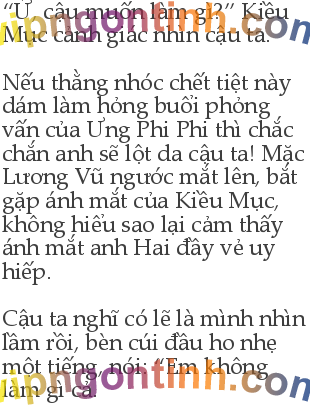 “Ừ, cậu muốn làm gì?” Kiều
Mục cảnh giác nhìn cậu ta.
Nếu thằng nhóc chết tiệt này
dám làm hỏng buổi phỏng
vấn của Ưng Phi Phi thì chắc
chắn anh sẽ lột da cậu ta! Mặc
Lương Vũ ngước mắt lên, bắt
gặp ánh mắt của Kiều Mục,
không hiểu sao lại cảm thấy
ánh mắt anh Hai đầy vẻ uy
hiếp.
Cậu ta nghĩ có lẽ là mình nhìn
lầm rồi, bèn cúi đầu ho nhẹ
một tiếng, nói: “Em không
làm gì cả.